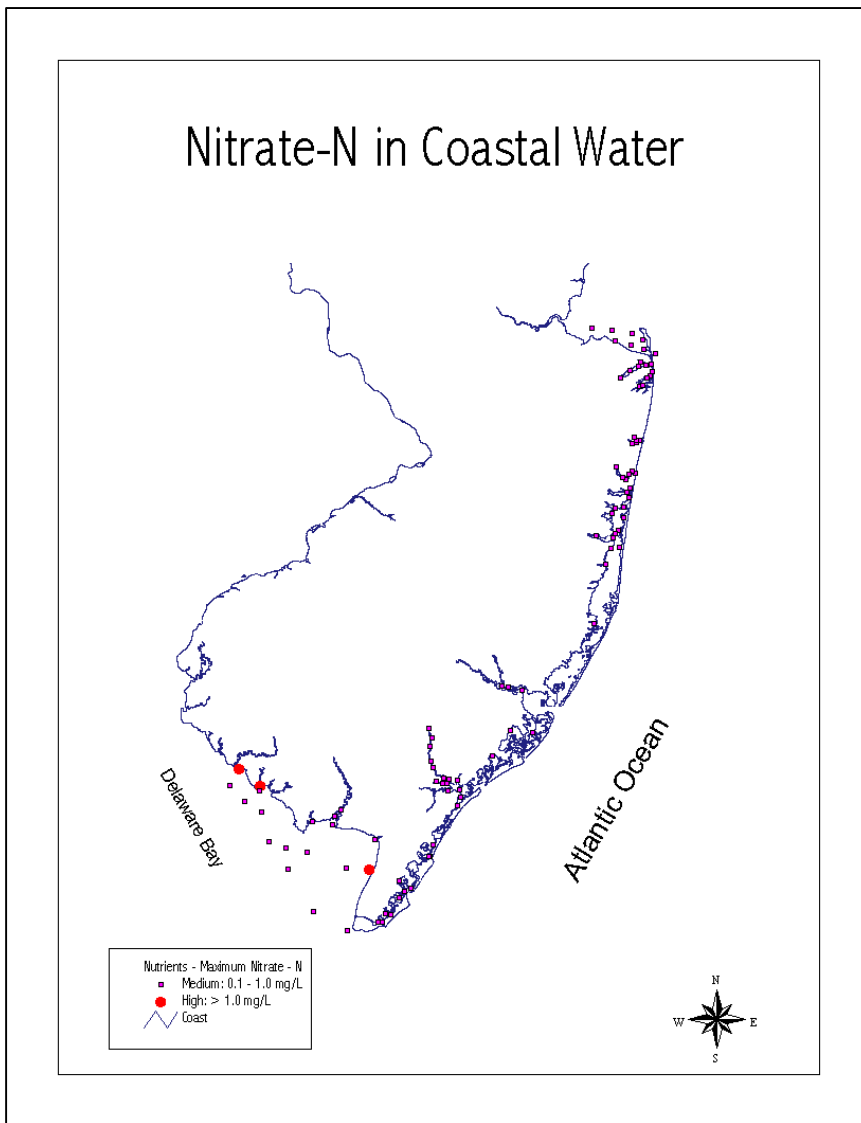 Nitrate-N in Coastal Water
Delaware Bay
Atlantic Ocean
Nutrients - Maximum Nitrate - N
Medium: 0.1 - 1.0 mg/L
High: > 1.0 mg/L
Coast
N
W E
S